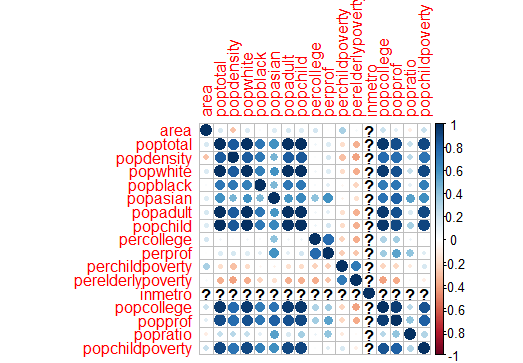 area
poptotal
popdensity
popwhite
popblack
popasian
popadult
popchild
percollege
perprof
perchildpoverty
perelderlypoverty
inmetro
popcollege
popprof
popratio
popchildpoverty
area ?
poptotal ?
popdensity ?
popwhite ?
popblack ?
popasian ?
popadult ?
popchild ?
percollege ?
perprof ?
perchildpoverty ?
perelderlypoverty ?
inmetro ? ? ? ? ? ? ? ? ? ? ? ? ? ? ? ?
popcollege ?
popprof ?
popratio ?
popchildpoverty ?
1
0.8
0.6
0.4
0.2
0
-0.2
-0.4
-0.6
-0.8
-1